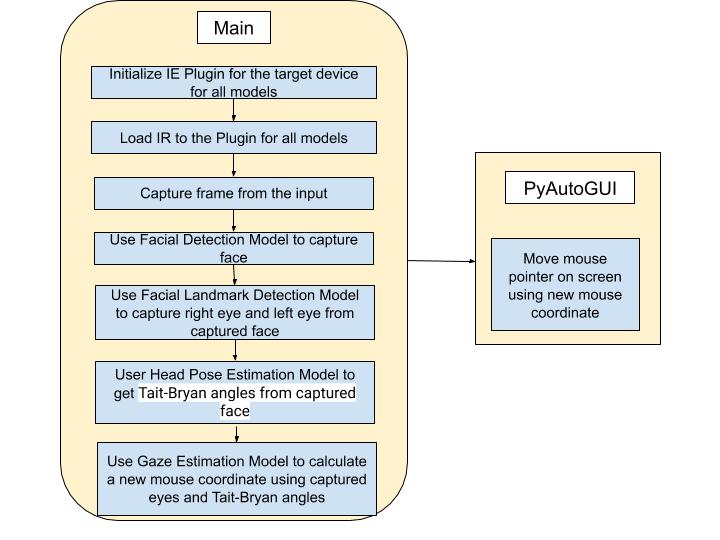 Main
Initialize IE Plugin for the target device
for all models
Load IR to the Plugin for all models
Capture frame from the input
Use Facial Detection Model to capture
face
Use Facial Landmark Detection Model
to capture right eye and left eye from
captured face
User Head Pose Estimation Model to
get Tait-Bryan angles from captured
face
Use Gaze Estimation Model to calculate
a new mouse coordinate using captured
eyes and Tait-Bryan angles
PyAutoGUI
Move mouse
pointer on screen
using new mouse
coordinate